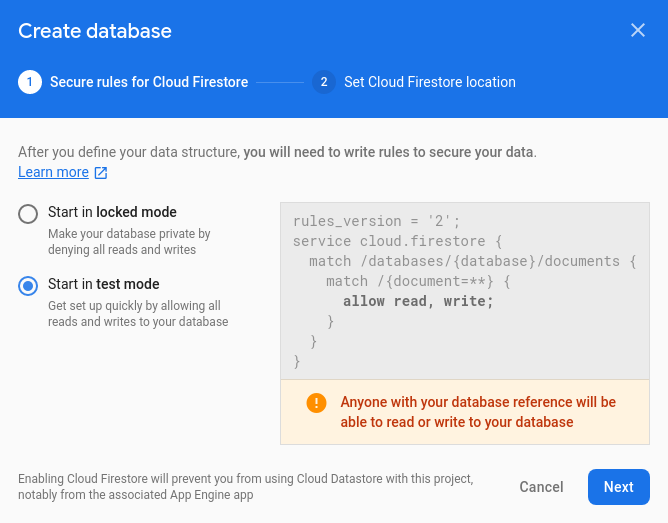 Create database
1 Secure rules for Cloud Firestore
2 Set Cloud Firestore location
After you define your data structure, you will need to write rules to secure your data.
Learn more
Start in locked mode
Make your database private by
denying all reads and writes
Start in test mode
Get set up quickly by allowing all
reads and writes to your database
rules_version = '2';
service cloud.firestore {
  match /databases/{database}/documents {
    match /{document=**} {
      allow read, write;
    }
  }
}
Anyone with your database reference will be
able to read or write to your database
Enabling Cloud Firestore will prevent you from using Cloud Datastore with this project,
notably from the associated App Engine app
Cancel
Next